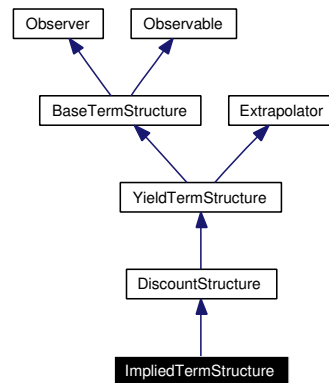 Observer Observable
BaseTermStructure Extrapolator
YieldTermStructure
DiscountStructure
ImpliedTermStructure